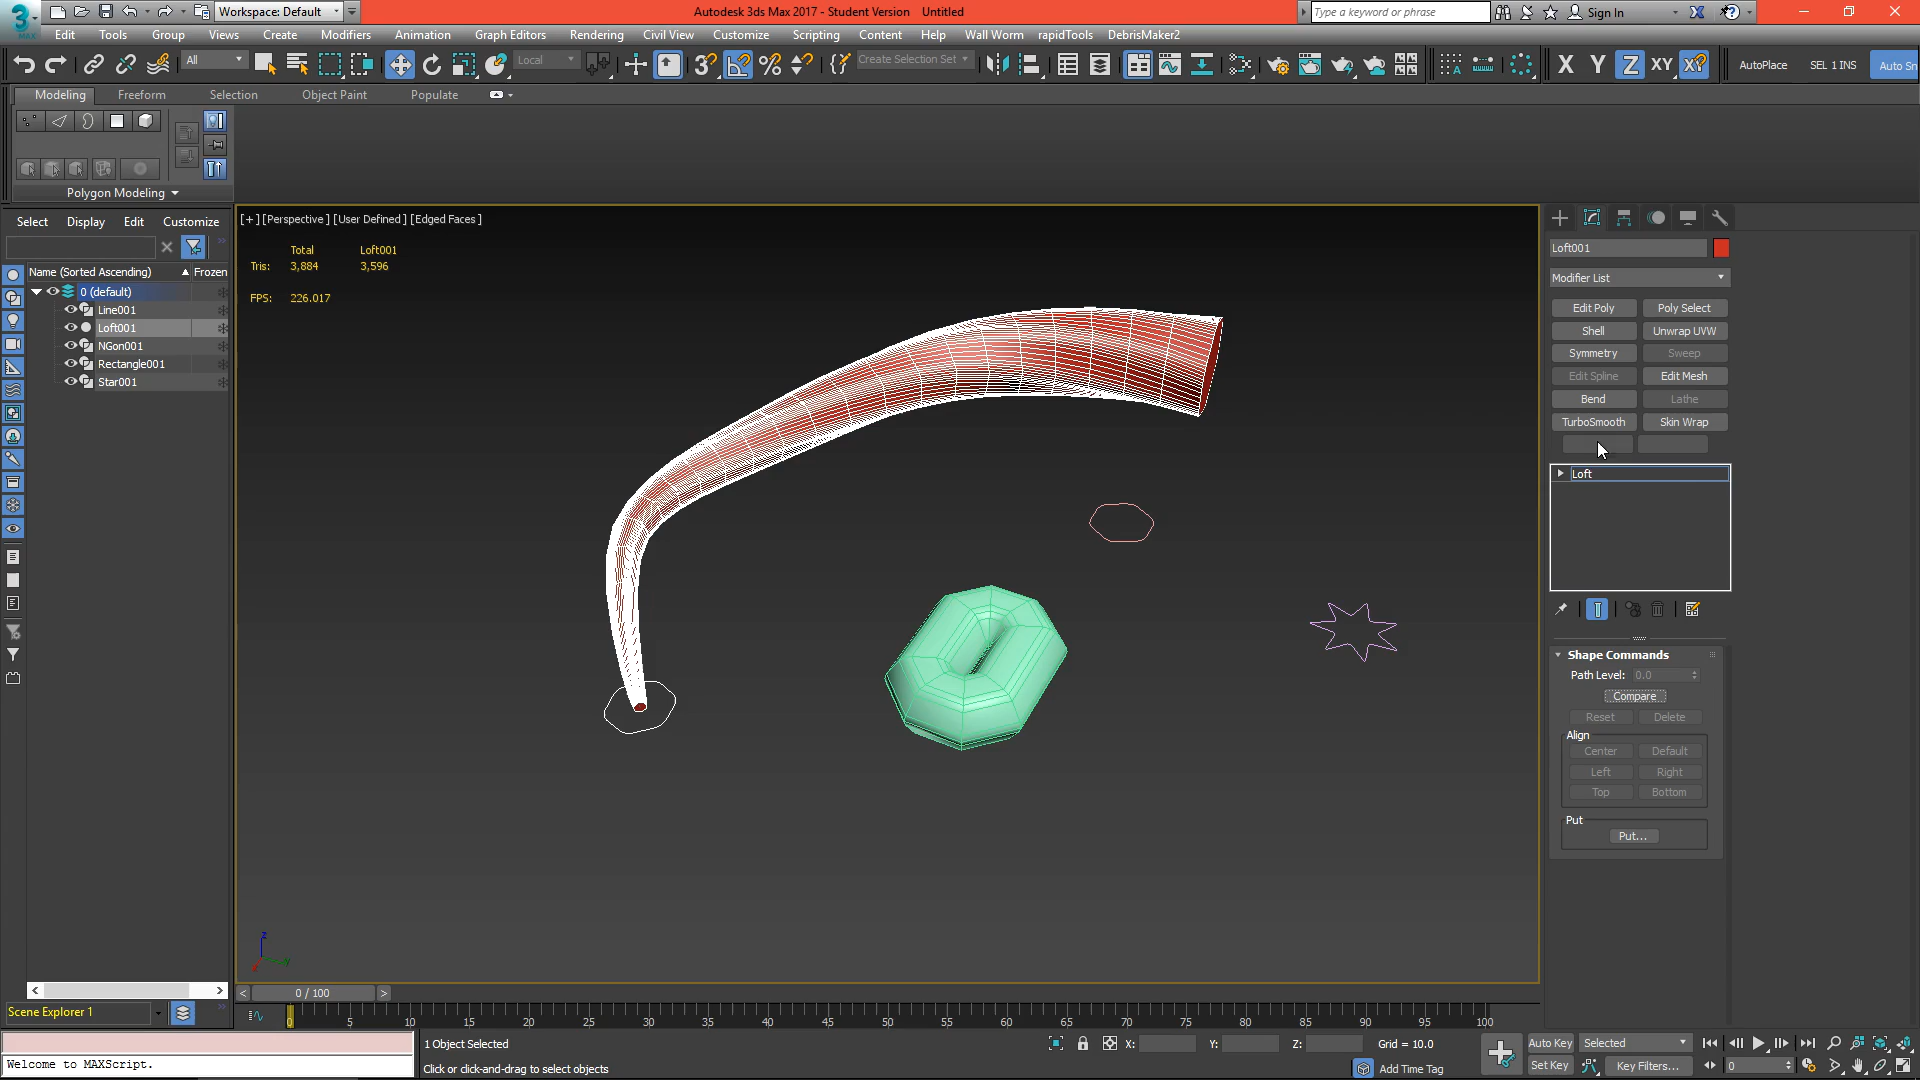 3
MAX
Workspace: Default
Autodesk 3ds Max 2017 - Student Version    Untitled
Type a keyword or phrase
Sign In
Edit
Tools
Group
Views
Create
Modifiers
Animation
Graph Editors
Rendering
Civil View
Customize
Scripting
Content
Help
Wall Worm
rapidTools
DebrisMaker2
All
Local
Create Selection Set
X
Y
Z
XY
AutoPlace
SEL 1 INS
Auto Sn
Modeling
Freeform
Selection
Object Paint
Populate
Polygon Modeling
Select
Display
Edit
Customize
Name (Sorted Ascending)
Frozen
0 (default)
Line001
Loft001
NGon001
Rectangle001
Star001
[+] [Perspective ] [User Defined ] [Edged Faces ]
Total
Loft001
Tris:
3,884
3,596
FPS:
226.017
z
y
Loft001
Modifier List
Edit Poly
Poly Select
Shell
Unwrap UVW
Symmetry
Sweep
Edit Spline
Edit Mesh
Bend
Lathe
TurboSmooth
Skin Wrap
Loft
Shape Commands
Path Level:
0.0
Compare
Reset
Delete
Align
Center
Default
Left
Right
Top
Bottom
Put
Put...
Scene Explorer 1
0 / 100
0
5
10
15
20
25
30
35
40
45
50
55
60
65
70
75
80
85
90
95
100
Welcome to MAXScript.
1 Object Selected
Click or click-and-drag to select objects
X:
Y:
Z:
Grid = 10.0
Add Time Tag
Auto Key
Selected
Set Key
Key Filters...
0